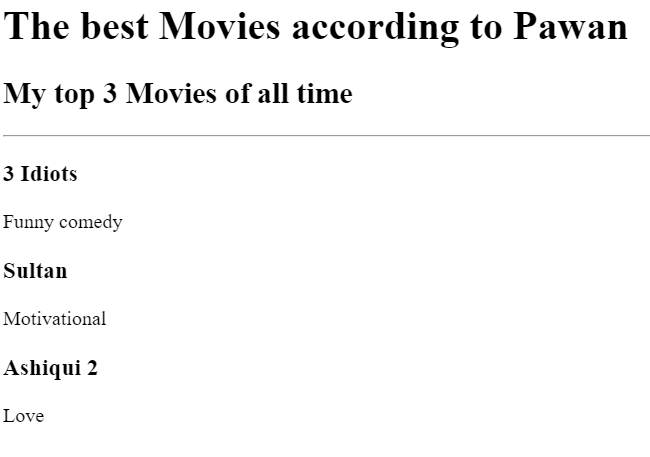 The best Movies according to Pawan
My top 3 Movies of all time
3 Idiots
Funny comedy
Sultan
Motivational
Ashiqui 2
Love